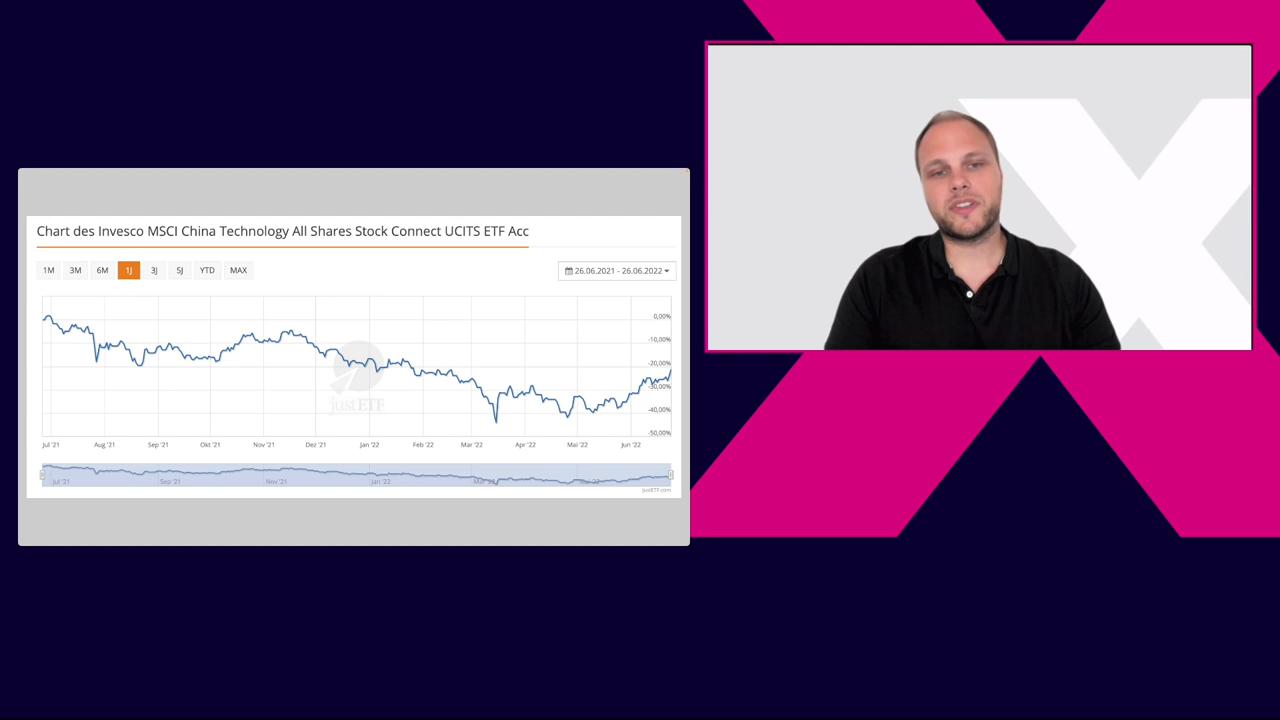 Chart des Invesco MSCI China Technology All Shares Stock Connect UCITS ETF Acc
1M 3M 6M 1J 3J 5J YTD MAX
26.06.2021 - 26.06.2022
0,00%
-10,00%
-20,00%
-30,00%
-40,00%
-50,00%
justETF
Jul '21 Aug '21 Sep '21 Okt '21 Nov '21 Dez '21 Jan '22 Feb '22 Mar '22 Apr '22 Mai '22 Jun '22
Jul '21 Sep '21 Nov '21 Jan '22
justETF.com